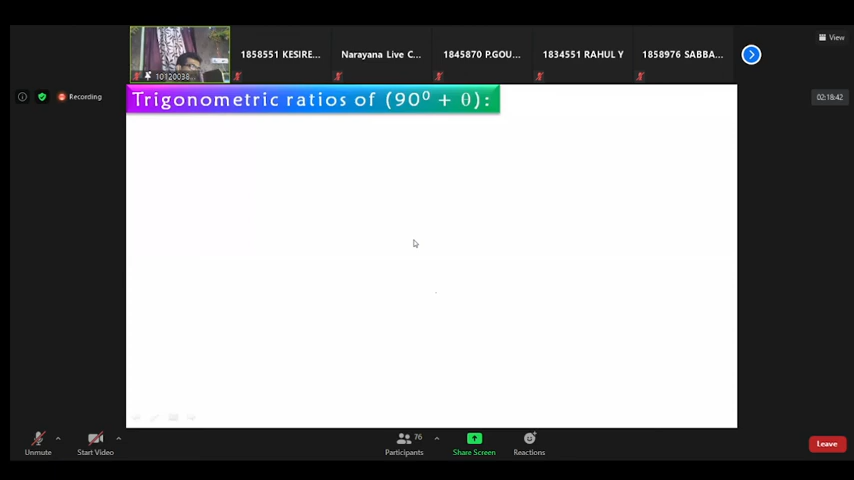 1858551 KESIRE...
Narayana Live C...
1845870 P.GOU...
1834551 RAHUL Y
1858976 SABBA...
View
10120038
Recording
Trigonometric ratios of (90⁰ + θ):
02:18:42
Unmute
Start Video
Participants
76
Share Screen
Reactions
Leave